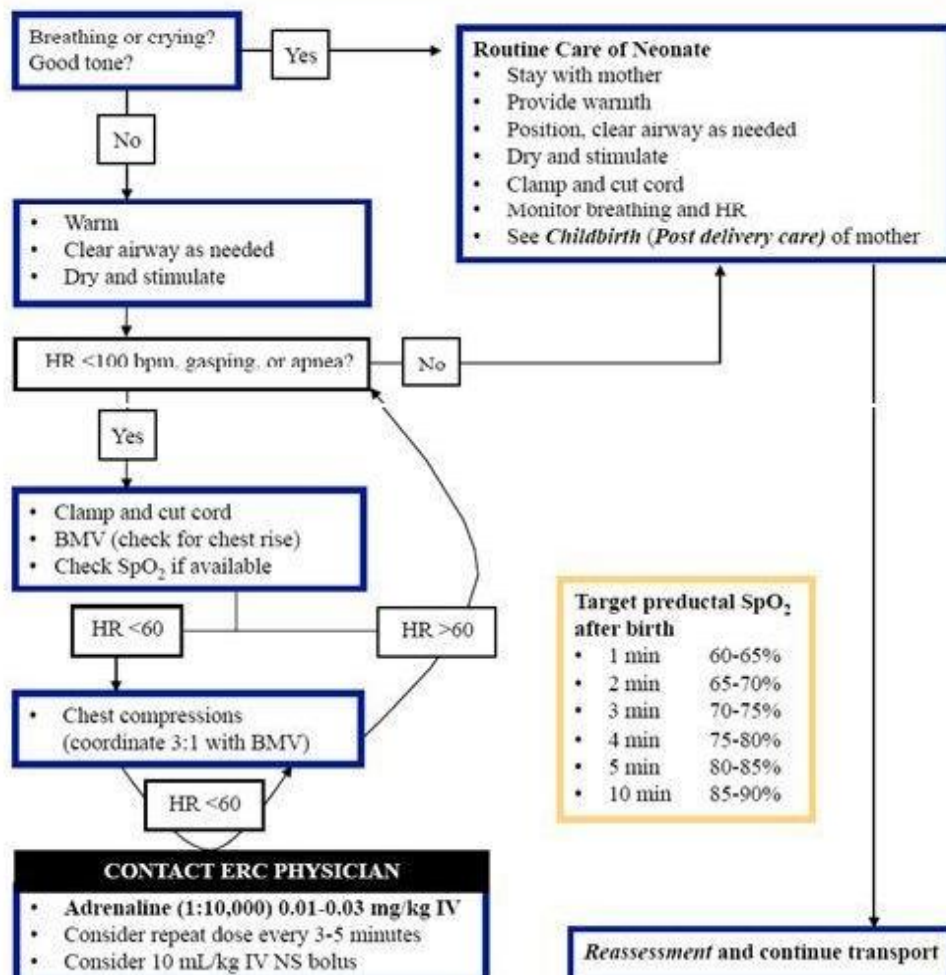 Breathing or crying?
Good tone?
Yes
Routine Care of Neonate
• Stay with mother
• Provide warmth
• Position, clear airway as needed
• Dry and stimulate
• Clamp and cut cord
• Monitor breathing and HR
• See Childbirth (Post delivery care) of mother
No
• Warm
• Clear airway as needed
• Dry and stimulate
HR <100 bpm, gasping, or apnea?
No
Yes
• Clamp and cut cord
• BMV (check for chest rise)
• Check SpO₂ if available
HR <60
HR >60
• Chest compressions
(coordinate 3:1 with BMV)
HR <60
Target preductal SpO₂
after birth
• 1 min 60-65%
• 2 min 65-70%
• 3 min 70-75%
• 4 min 75-80%
• 5 min 80-85%
• 10 min 85-90%
CONTACT ERC PHYSICIAN
• Adrenaline (1:10,000) 0.01-0.03 mg/kg IV
• Consider repeat dose every 3-5 minutes
• Consider 10 mL/kg IV NS bolus
Reassessment and continue transport